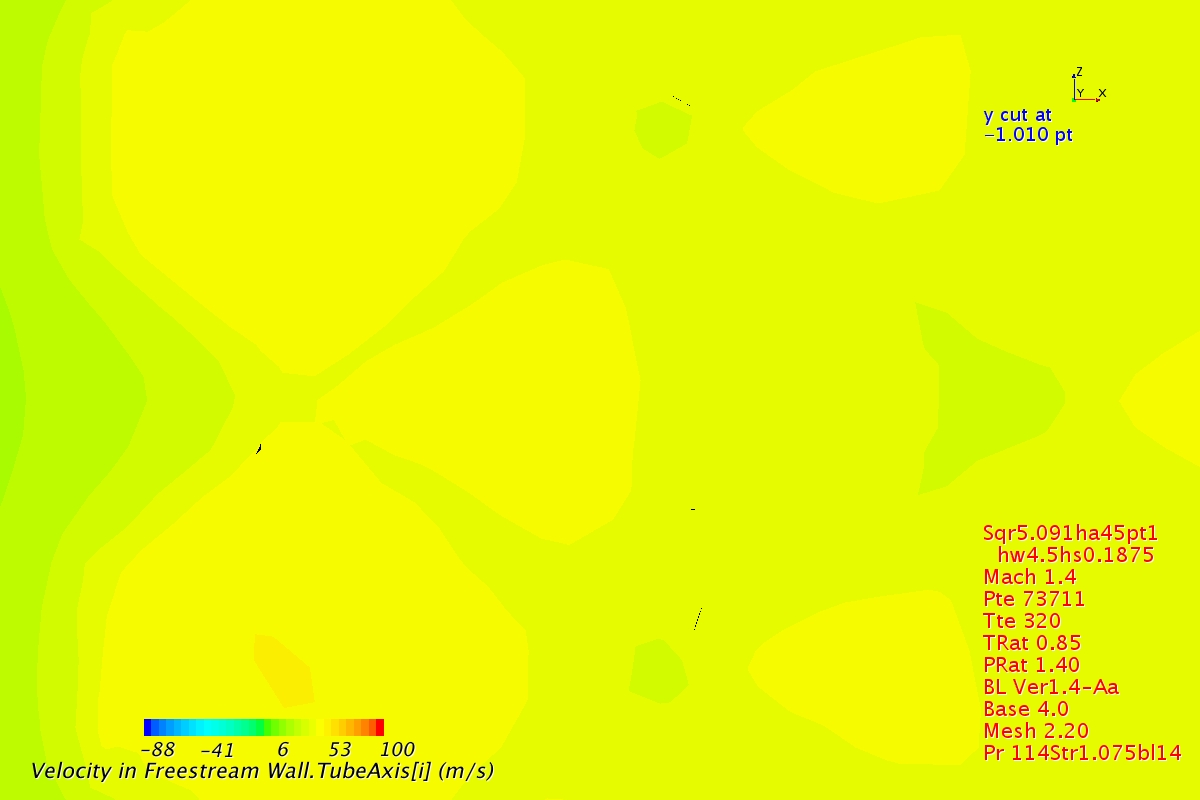 Z
Y X
y cut at
−1.010 pt
Sqr5.091ha45pt1
hw4.5hs0.1875
Mach 1.4
Pte 73711
Tte 320
TRat 0.85
PRat 1.40
BL Ver1.4−Aa
Base 4.0
Mesh 2.20
Pr 114Str1.075bl14
−88 −41 6 53 100
Velocity in Freestream Wall.TubeAxis[i] (m/s)